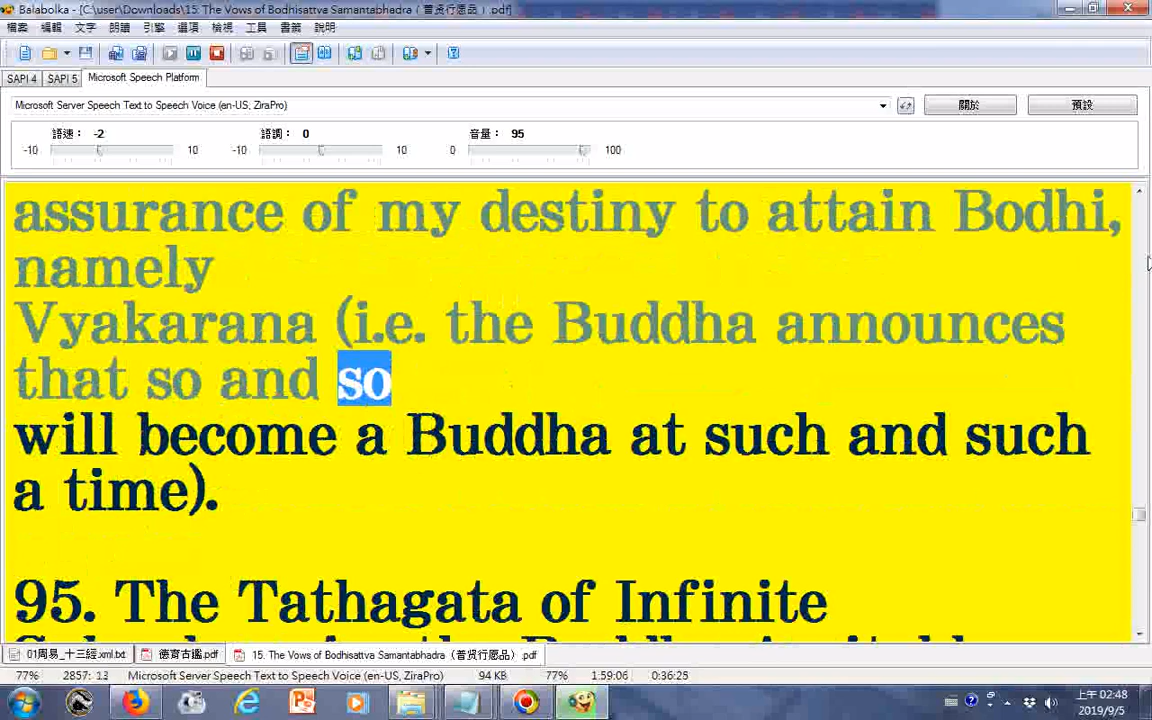 Balabolka - [C:\user\Downloads\15. The Vows of Bodhisattva Samantabhadra (普賢行愿品) .pdf]
檔案 編輯 文字 朗讀 引擎 選項 檢視 工具 書籤 說明
SAPI 4 SAPI 5 Microsoft Speech Platform
Microsoft Server Speech Text to Speech Voice (en-US, ZiraPro) 關於 預設
語速： -2 語調： 0 音量： 95
-10 10 -10 10 0 100
assurance of my destiny to attain Bodhi,
namely
Vyakarana (i.e. the Buddha announces
that so and so
will become a Buddha at such and such
a time).
95. The Tathagata of Infinite
01周易_十三經.xml.txt 德育古鑑.pdf 15. The Vows of Bodhisattva Samantabhadra (普贤行愿品) .pdf
77% 2857: 13 Microsoft Server Speech Text to Speech Voice (en-US, ZiraPro) 94 KB 77% 1:59:06 0:36:25
上午 02:48
2019/9/5